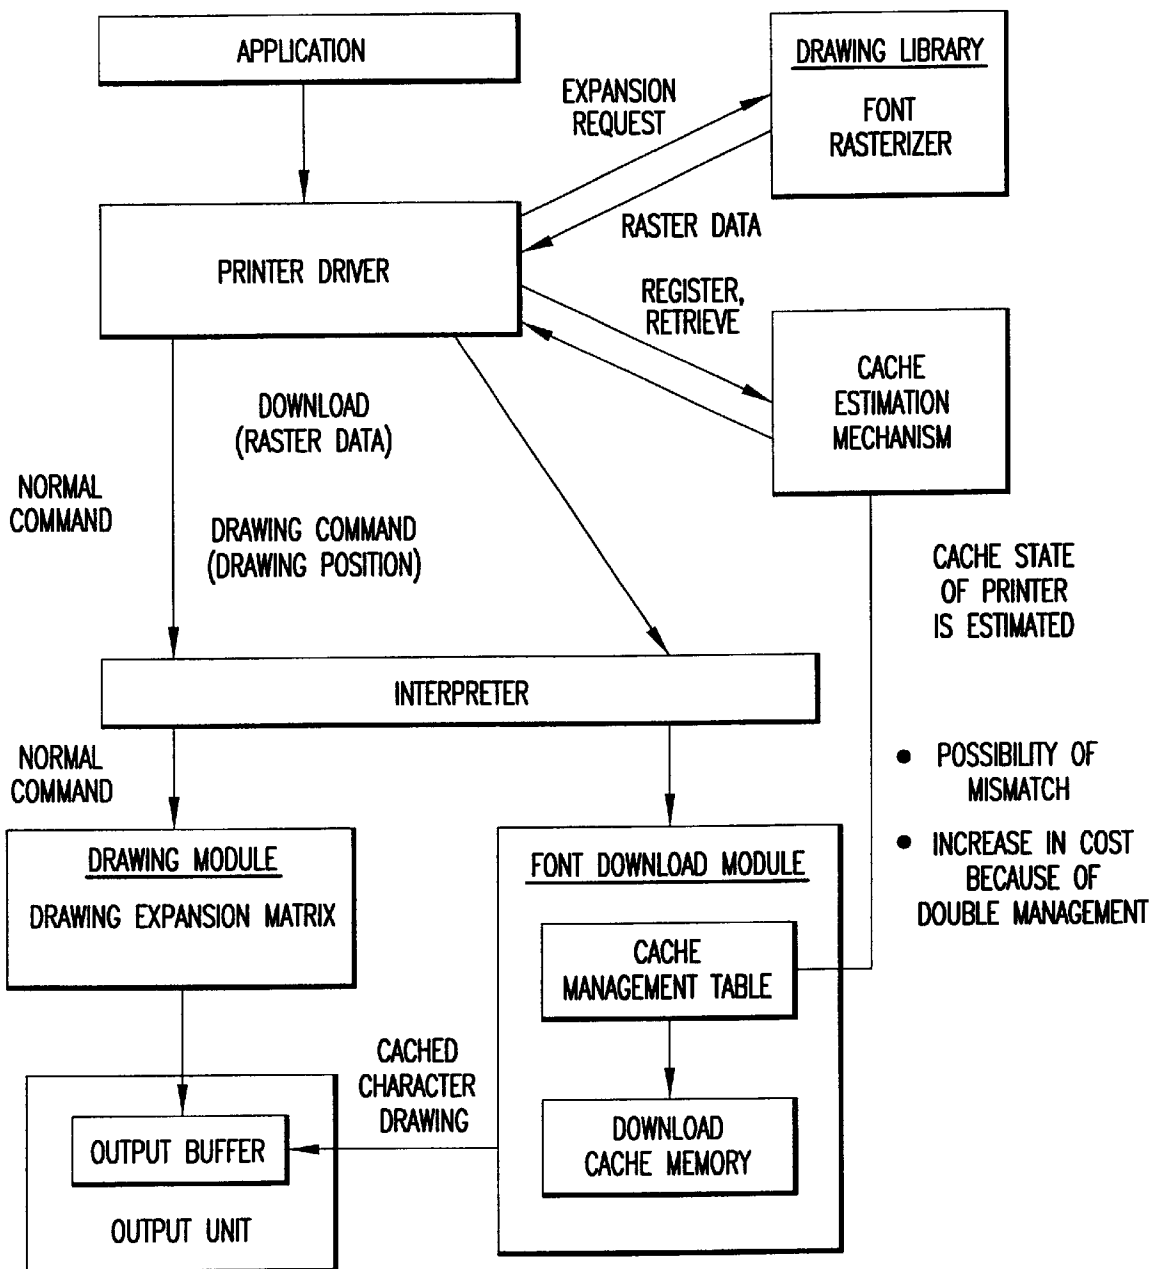 APPLICATION
DRAWING LIBRARY
FONT
RASTERIZER
EXPANSION
REQUEST
RASTER DATA
PRINTER DRIVER
REGISTER,
RETRIEVE
CACHE
ESTIMATION
MECHANISM
DOWNLOAD
(RASTER DATA)
NORMAL
COMMAND
DRAWING COMMAND
(DRAWING POSITION)
CACHE STATE
OF PRINTER
IS ESTIMATED
INTERPRETER
NORMAL
COMMAND
● POSSIBILITY OF
MISMATCH
● INCREASE IN COST
BECAUSE OF
DOUBLE MANAGEMENT
DRAWING MODULE
DRAWING EXPANSION MATRIX
FONT DOWNLOAD MODULE
CACHE
MANAGEMENT TABLE
CACHED
CHARACTER
DRAWING
DOWNLOAD
CACHE MEMORY
OUTPUT BUFFER
OUTPUT UNIT